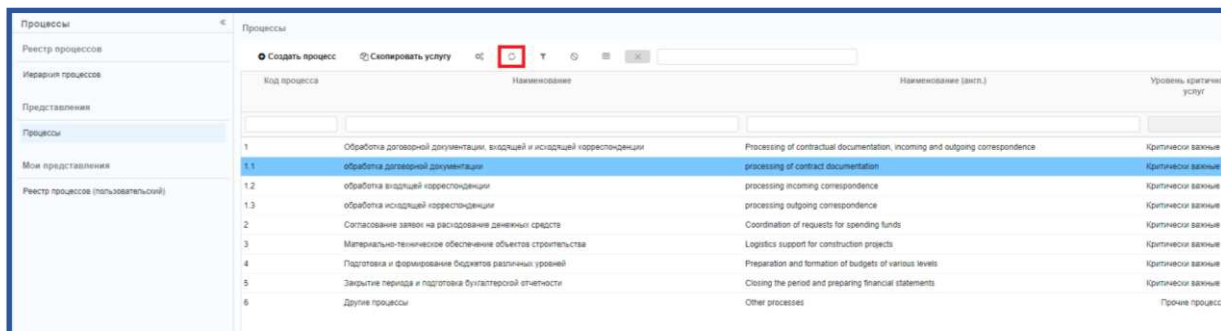 Процессы
Реестр процессов
Иерархия процессов
Представления
Процессы
Мои представления
Реестр процессов (пользовательский)
Процессы
Создать процесс Скопировать услугу
Код процесса Наименование Наименование (англ.) Уровень
услуг
1 Обработка договорной документации, входящей и исходящей корреспонденции Processing of contractual documentation, incoming and outgoing correspondence Критически важные
1.1 обработка договорной документации processing of contract documentation Критически важные
1.2 обработка входящей корреспонденции processing incoming correspondence Критически важные
1.3 обработка исходящей корреспонденции processing outgoing correspondence Критически важные
2 Согласование заявок на расходование денежных средств Coordination of requests for spending funds Критически важные
3 Материально-техническое обеспечение объектов строительства Logistics support for construction projects Критически важные
4 Подготовка и формирование бюджетов различных уровней Preparation and formation of budgets of various levels Критически важные
5 Закрытие периода и подготовка бухгалтерской отчетности Closing the period and preparing financial statements Критически важные
6 Другие процессы Other processes Прочие